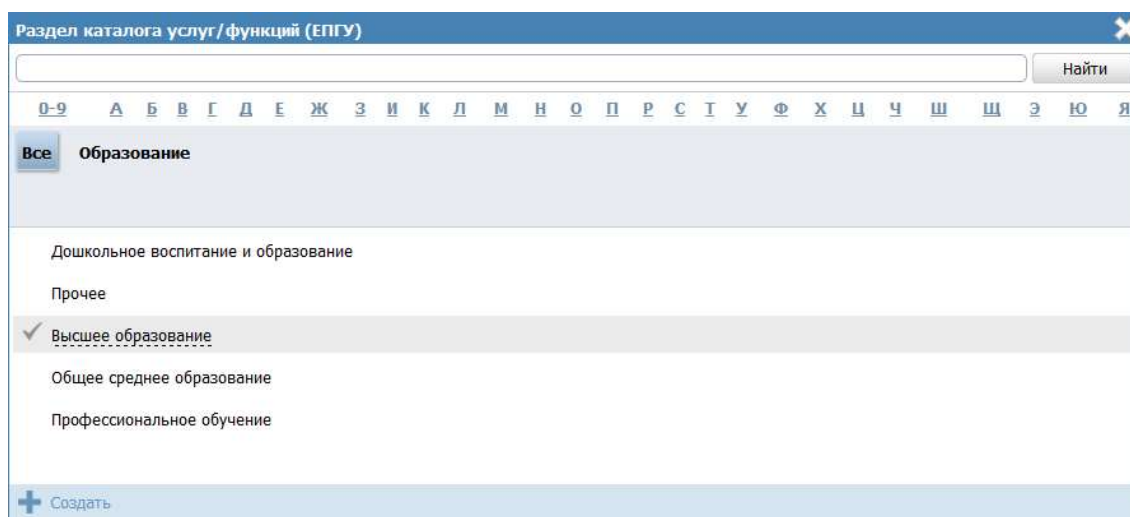 Раздел каталога услуг/функций (ЕПГУ)
Найти
0-9 А Б В Г Д Е Ж З И К Л М Н О П Р С Т У Ф Х Ц Ч Ш Щ Э Ю Я
Все Образование
Дошкольное воспитание и образование
Прочее
Высшее образование
Общее среднее образование
Профессиональное обучение
Создать